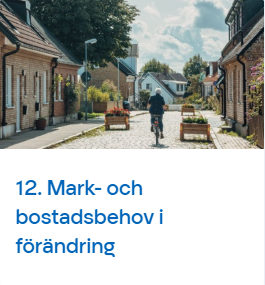 12. Mark- och
bostadsbehov i
förändring